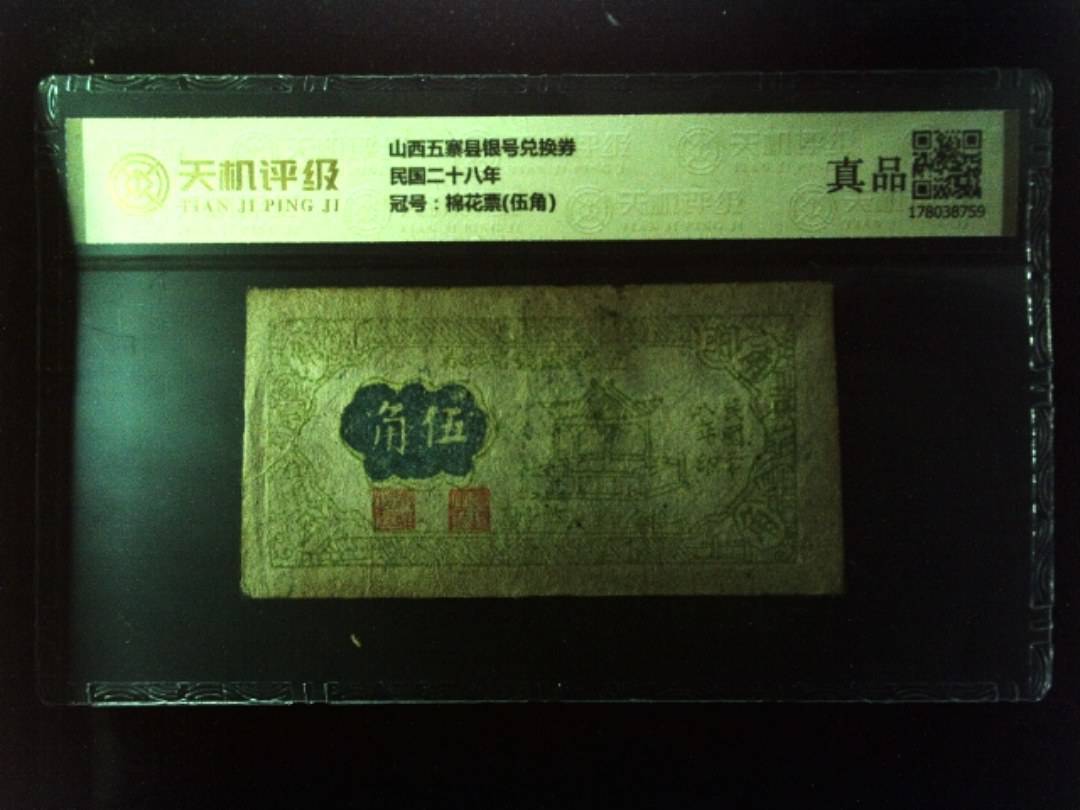 天机评级
TIAN JI PING JI
山西五寨县银号兑换券
民国二十八年
冠号：棉花票(伍角)
真品
178038759
角伍